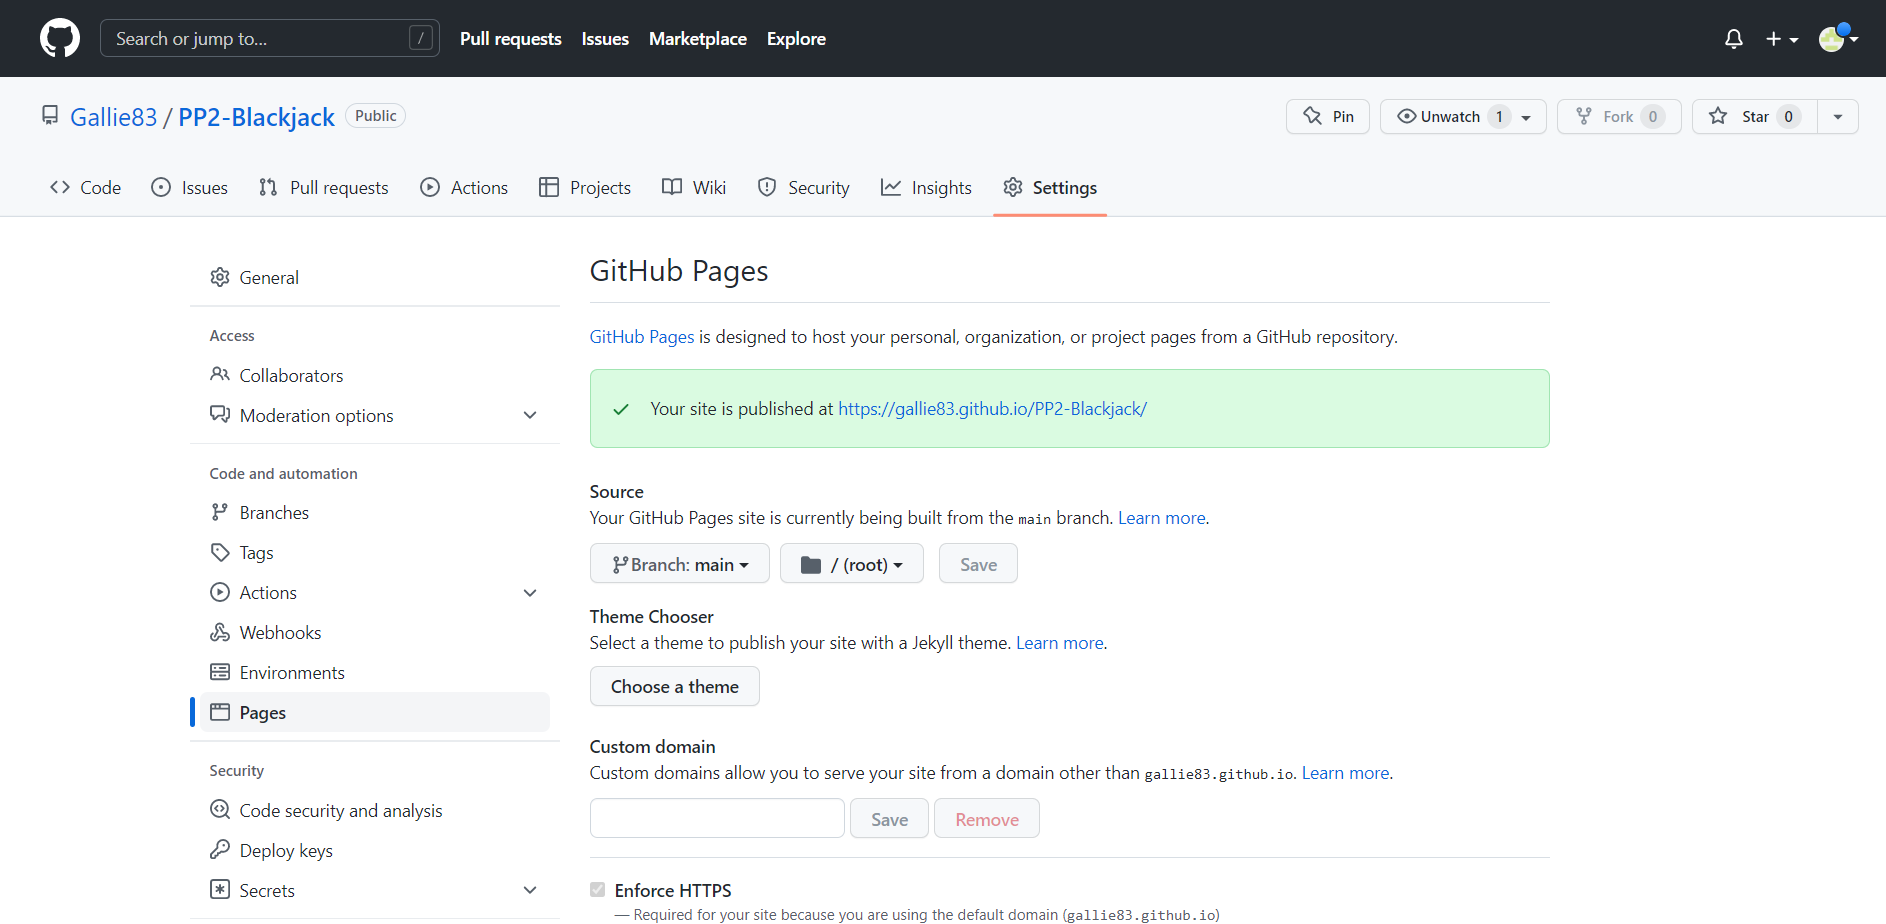 Search or jump to... /
Pull requests Issues Marketplace Explore
Gallie83 / PP2-Blackjack Public
Pin Unwatch 1 Fork 0 Star 0
Code Issues Pull requests Actions Projects Wiki Security Insights Settings
General
Access
Collaborators
Moderation options
Code and automation
Branches
Tags
Actions
Webhooks
Environments
Pages
Security
Code security and analysis
Deploy keys
Secrets
GitHub Pages
GitHub Pages is designed to host your personal, organization, or project pages from a GitHub repository.
Your site is published at https://gallie83.github.io/PP2-Blackjack/
Source
Your GitHub Pages site is currently being built from the main branch. Learn more.
Branch: main / (root) Save
Theme Chooser
Select a theme to publish your site with a Jekyll theme. Learn more.
Choose a theme
Custom domain
Custom domains allow you to serve your site from a domain other than gallie83.github.io. Learn more.
Save Remove
Enforce HTTPS
— Required for your site because you are using the default domain (gallie83.github.io)